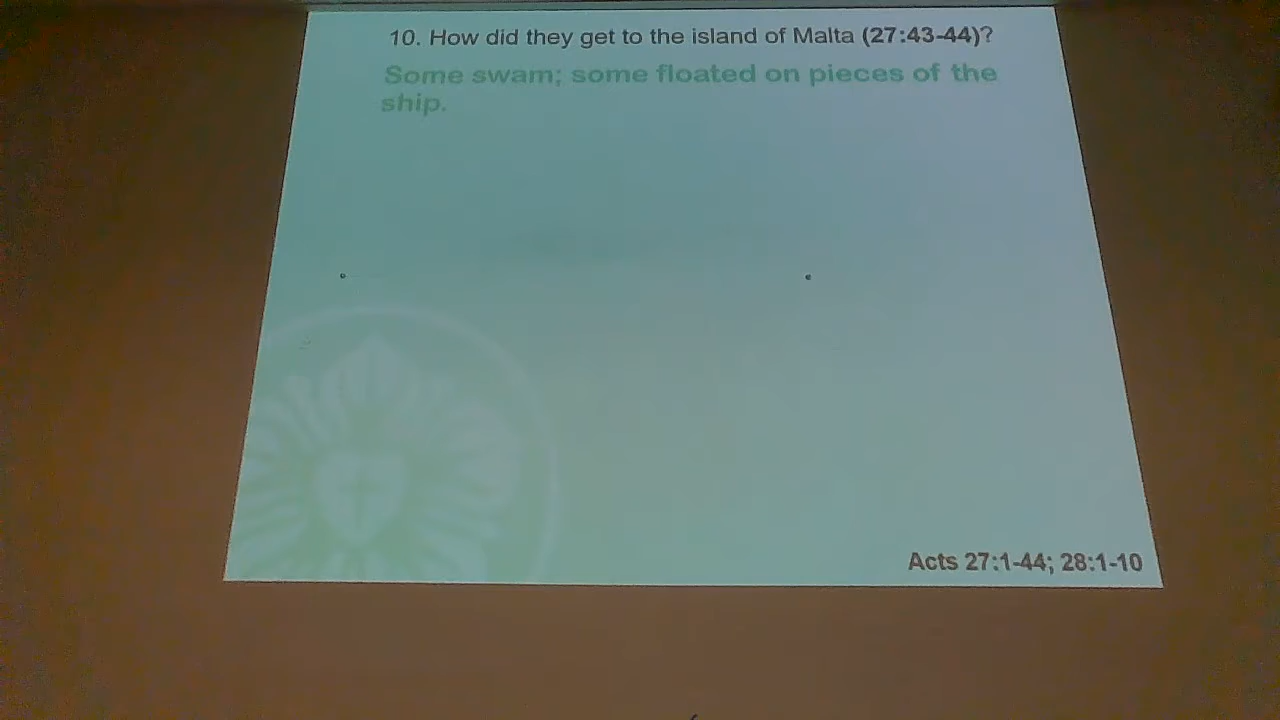 10. How did they get to the island of Malta (27:43-44)?
Some swam; some floated on pieces of the
ship.
Acts 27:1-44; 28:1-10